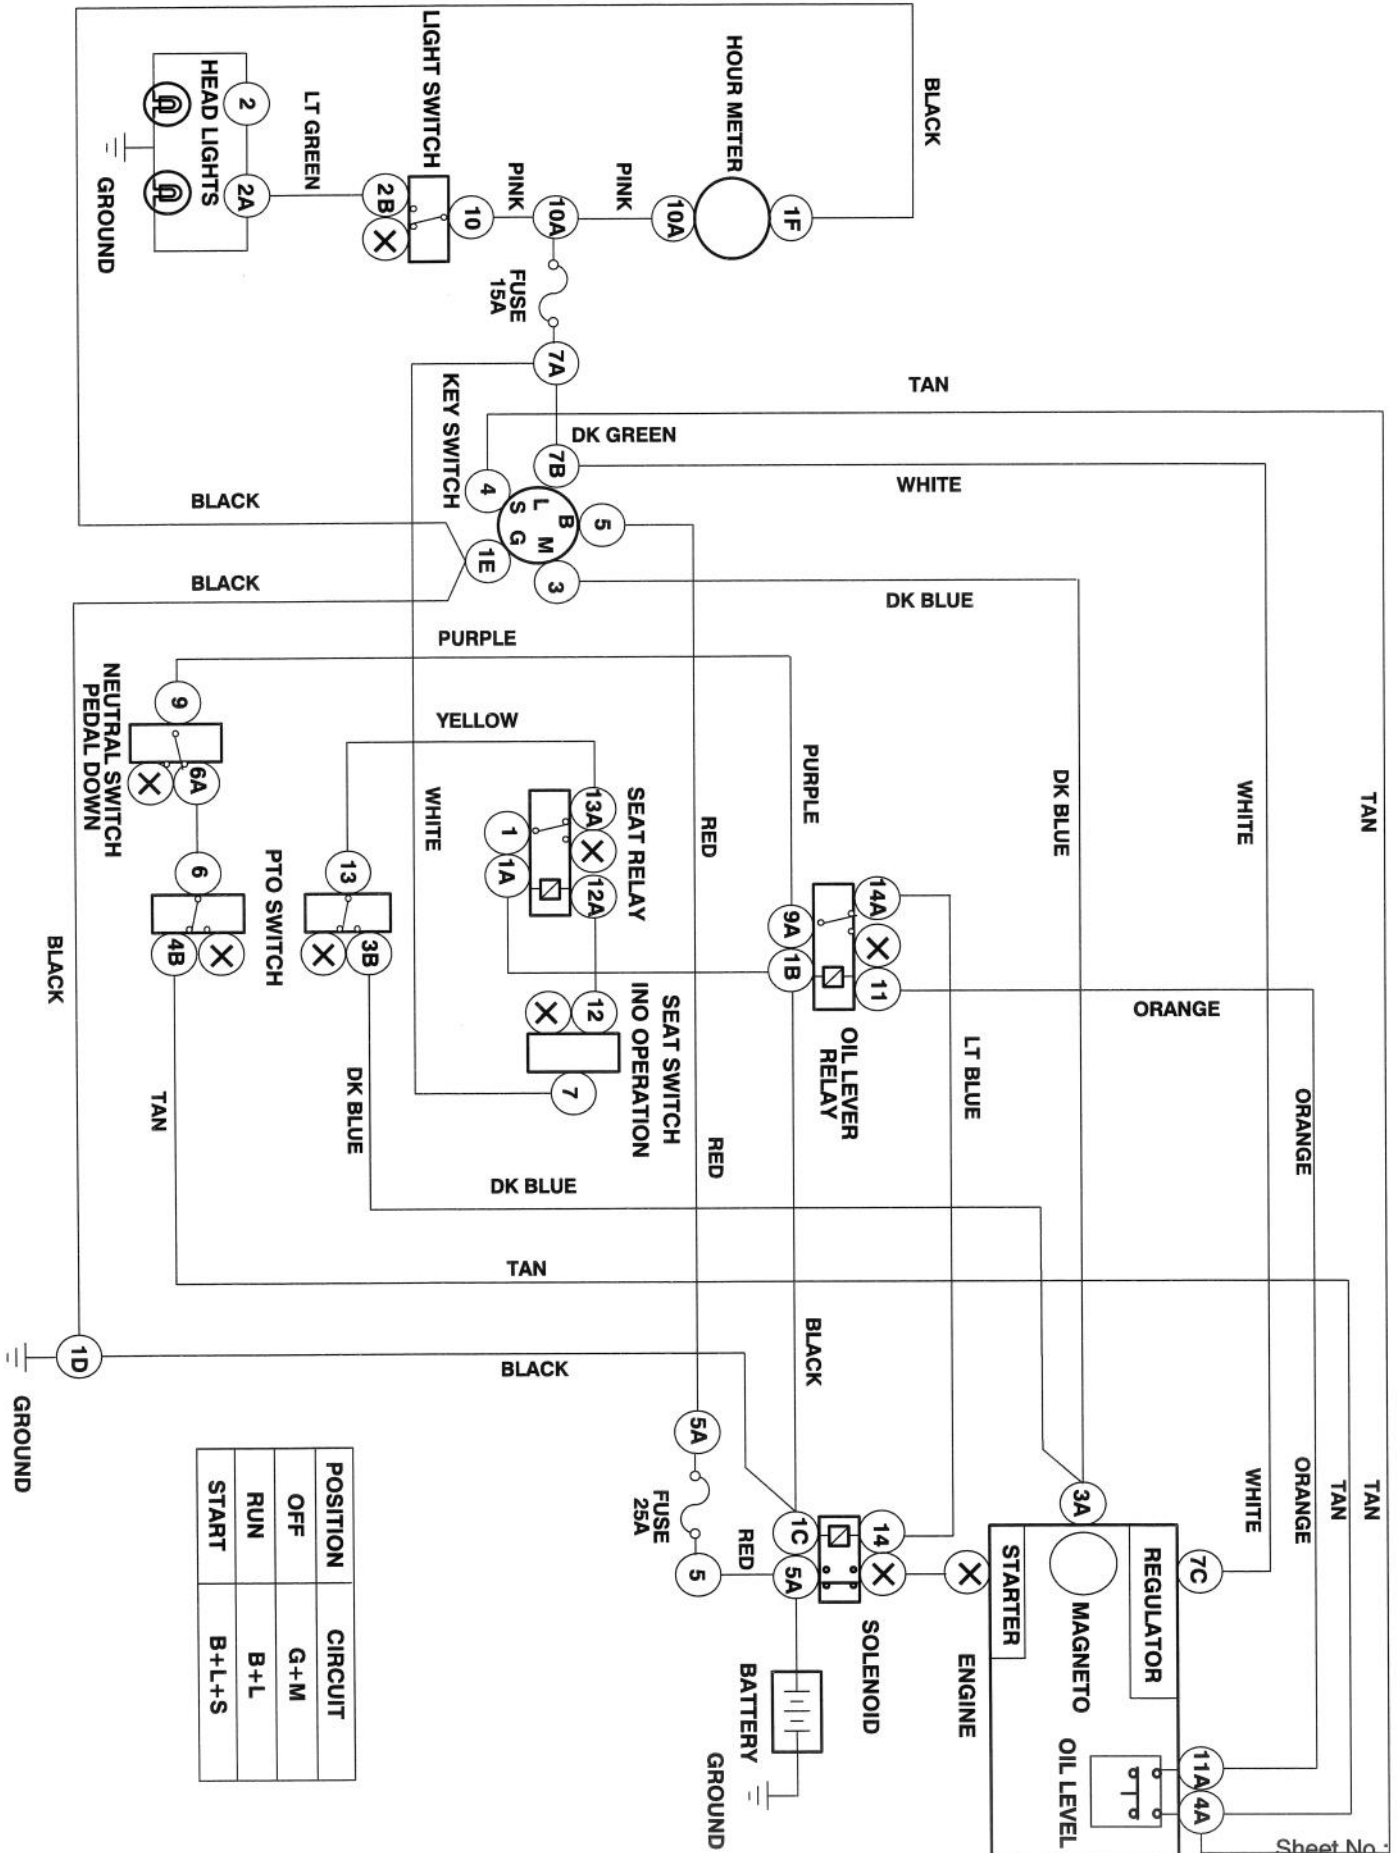 BLACK
HOUR METER
1F
10A
PINK
10A
PINK
10
LIGHT SWITCH
2B
LT GREEN
2
2A
HEAD LIGHTS
GROUND
FUSE
15A
7A
TAN
DK GREEN
7B
WHITE
KEY SWITCH
4
S
L
B
G
M
5
1E
3
BLACK
BLACK
DK BLUE
PURPLE
9
NEUTRAL SWITCH
PEDAL DOWN
6A
YELLOW
WHITE
RED
PURPLE
DK BLUE
WHITE
TAN
SEAT RELAY
13A
12A
1
1A
6
4B
PTO SWITCH
13
3B
14A
11
9A
1B
OIL LEVER
RELAY
ORANGE
LT BLUE
ORANGE
12
7
SEAT SWITCH
INO OPERATION
BLACK
TAN
DK BLUE
RED
DK BLUE
TAN
1D
GROUND
BLACK
BLACK
5A
FUSE
25A
5
RED
1C
5A
14
SOLENOID
BATTERY
GROUND
3A
7C
WHITE
ORANGE
TAN
TAN
STARTER
REGULATOR
MAGNETO
ENGINE
OIL LEVEL
11A
4A
POSITION CIRCUIT
OFF G+M
RUN B+L
START B+L+S
Sheet No.: